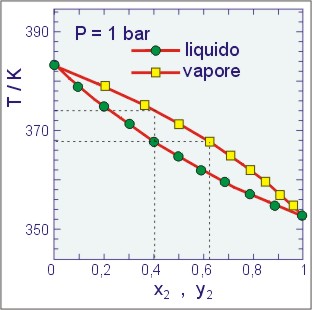 P = 1 bar
liquido
vapore
T / K
390
370
350
0 0,2 0,4 0,6 0,8 1
x2 , y2